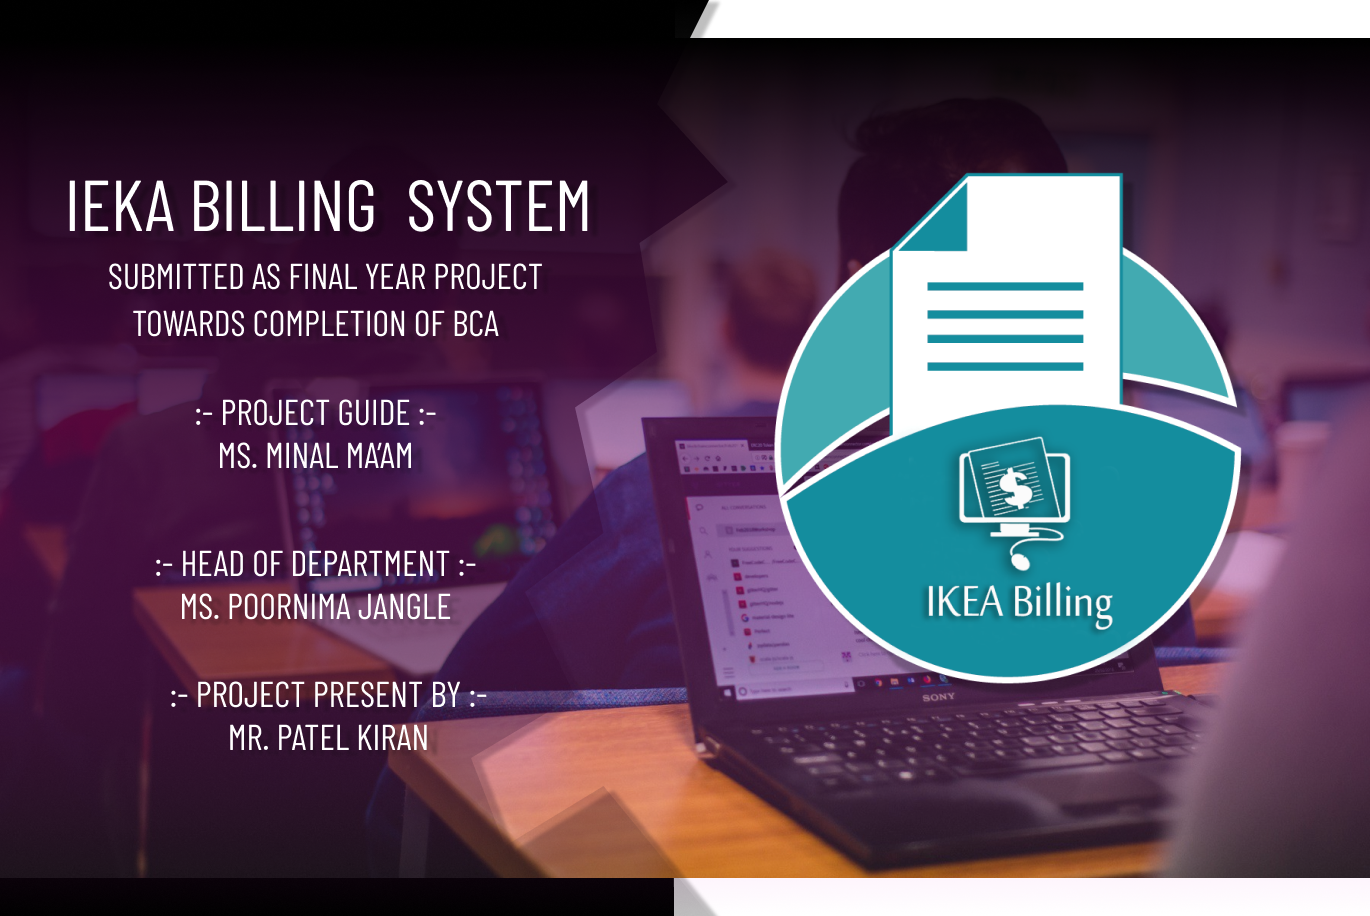 IEKA BILLING SYSTEM
SUBMITTED AS FINAL YEAR PROJECT
TOWARDS COMPLETION OF BCA
:- PROJECT GUIDE :-
MS. MINAL MA'AM
:- HEAD OF DEPARTMENT :-
MS. POORNIMA JANGLE
:- PROJECT PRESENT BY :-
MR. PATEL KIRAN
IKEA Billing
SONY